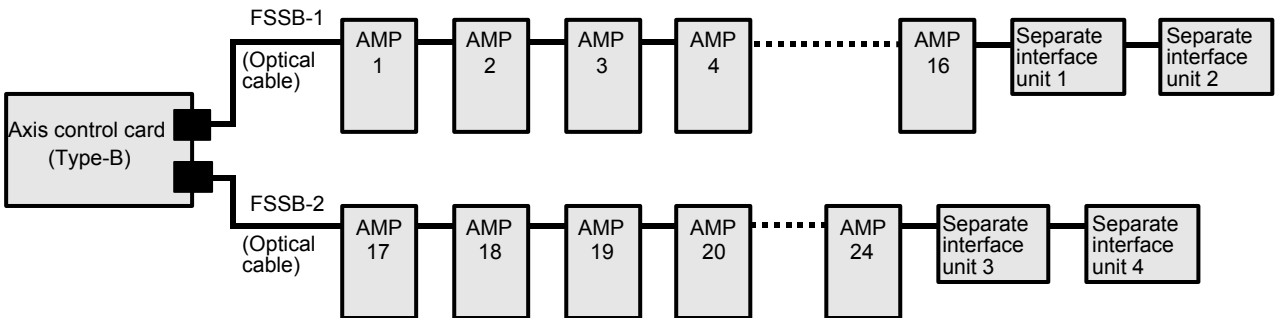 FSSB-1
(Optical
cable)
AMP
1
AMP
2
AMP
3
AMP
4
AMP
16
Separate
interface
unit 1
Separate
interface
unit 2
Axis control card
(Type-B)
FSSB-2
(Optical
cable)
AMP
17
AMP
18
AMP
19
AMP
20
AMP
24
Separate
interface
unit 3
Separate
interface
unit 4